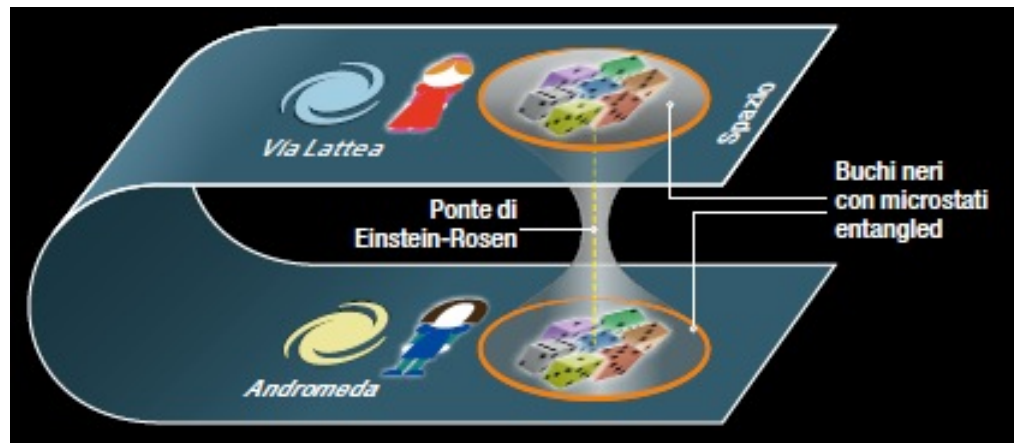 Via Lattea
Spazio
Ponte di
Einstein-Rosen
Buchi neri
con microstati
entangled
Andromeda